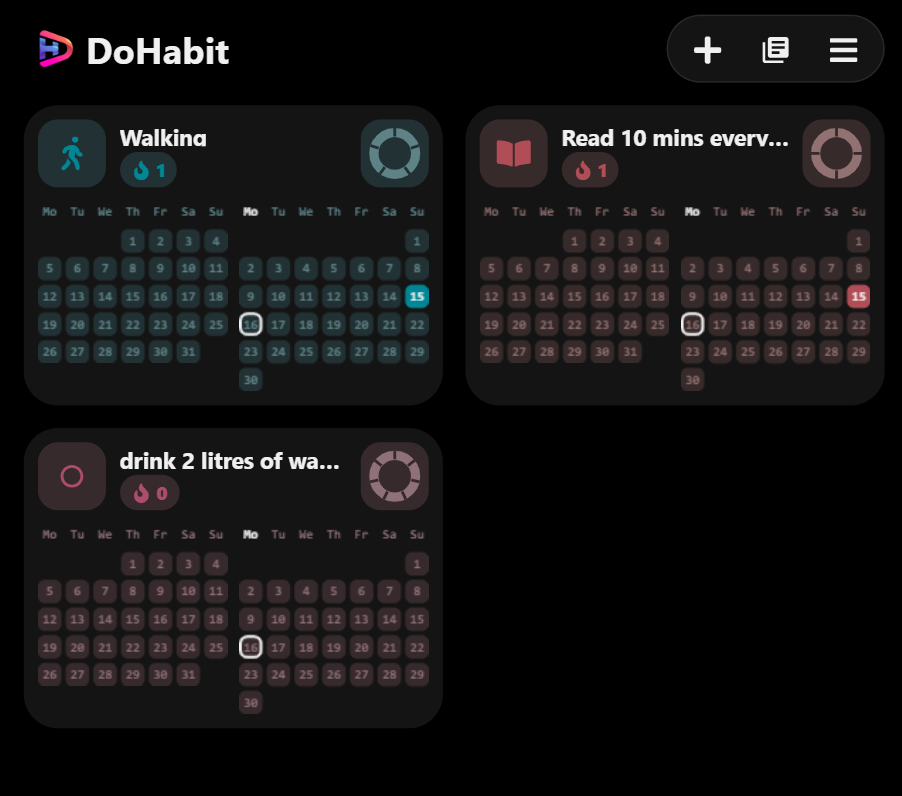 DoHabit
Walking
1
Mo Tu We Th Fr Sa Su Mo Tu We Th Fr Sa Su
1 2 3 4 1
5 6 7 8 9 10 11 2 3 4 5 6 7 8
12 13 14 15 16 17 18 9 10 11 12 13 14 15
19 20 21 22 23 24 25 16 17 18 19 20 21 22
26 27 28 29 30 31 23 24 25 26 27 28 29
30
Read 10 mins every...
1
Mo Tu We Th Fr Sa Su Mo Tu We Th Fr Sa Su
1 2 3 4 1
5 6 7 8 9 10 11 2 3 4 5 6 7 8
12 13 14 15 16 17 18 9 10 11 12 13 14 15
19 20 21 22 23 24 25 16 17 18 19 20 21 22
26 27 28 29 30 31 23 24 25 26 27 28 29
30
drink 2 litres of wa...
0
Mo Tu We Th Fr Sa Su Mo Tu We Th Fr Sa Su
1 2 3 4 1
5 6 7 8 9 10 11 2 3 4 5 6 7 8
12 13 14 15 16 17 18 9 10 11 12 13 14 15
19 20 21 22 23 24 25 16 17 18 19 20 21 22
26 27 28 29 30 31 23 24 25 26 27 28 29
30